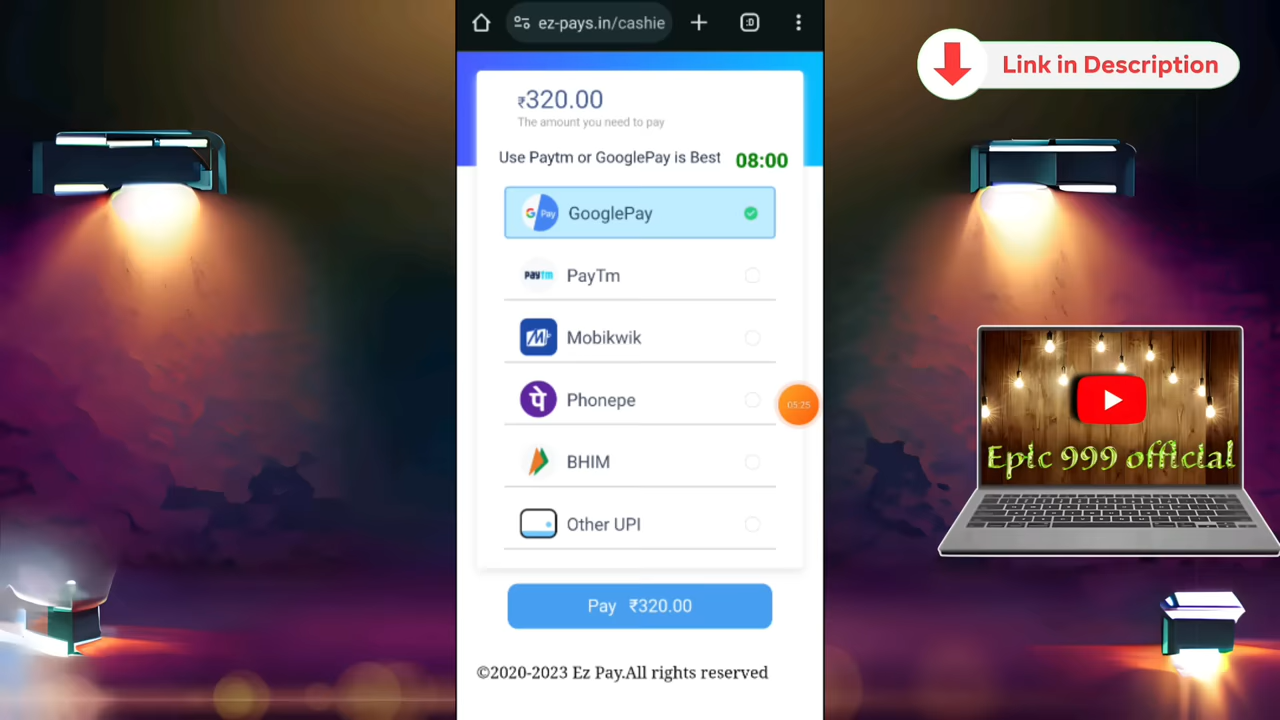 ez-pays.in/cashie
:D
Link in Description
₹320.00
The amount you need to pay
Use Paytm or GooglePay is Best 08:00
G Pay GooglePay
Paytm PayTm
Mobikwik
पे Phonepe
05:25
BHIM
Epic 999 official
Other UPI
Pay ₹320.00
©2020-2023 Ez Pay.All rights reserved